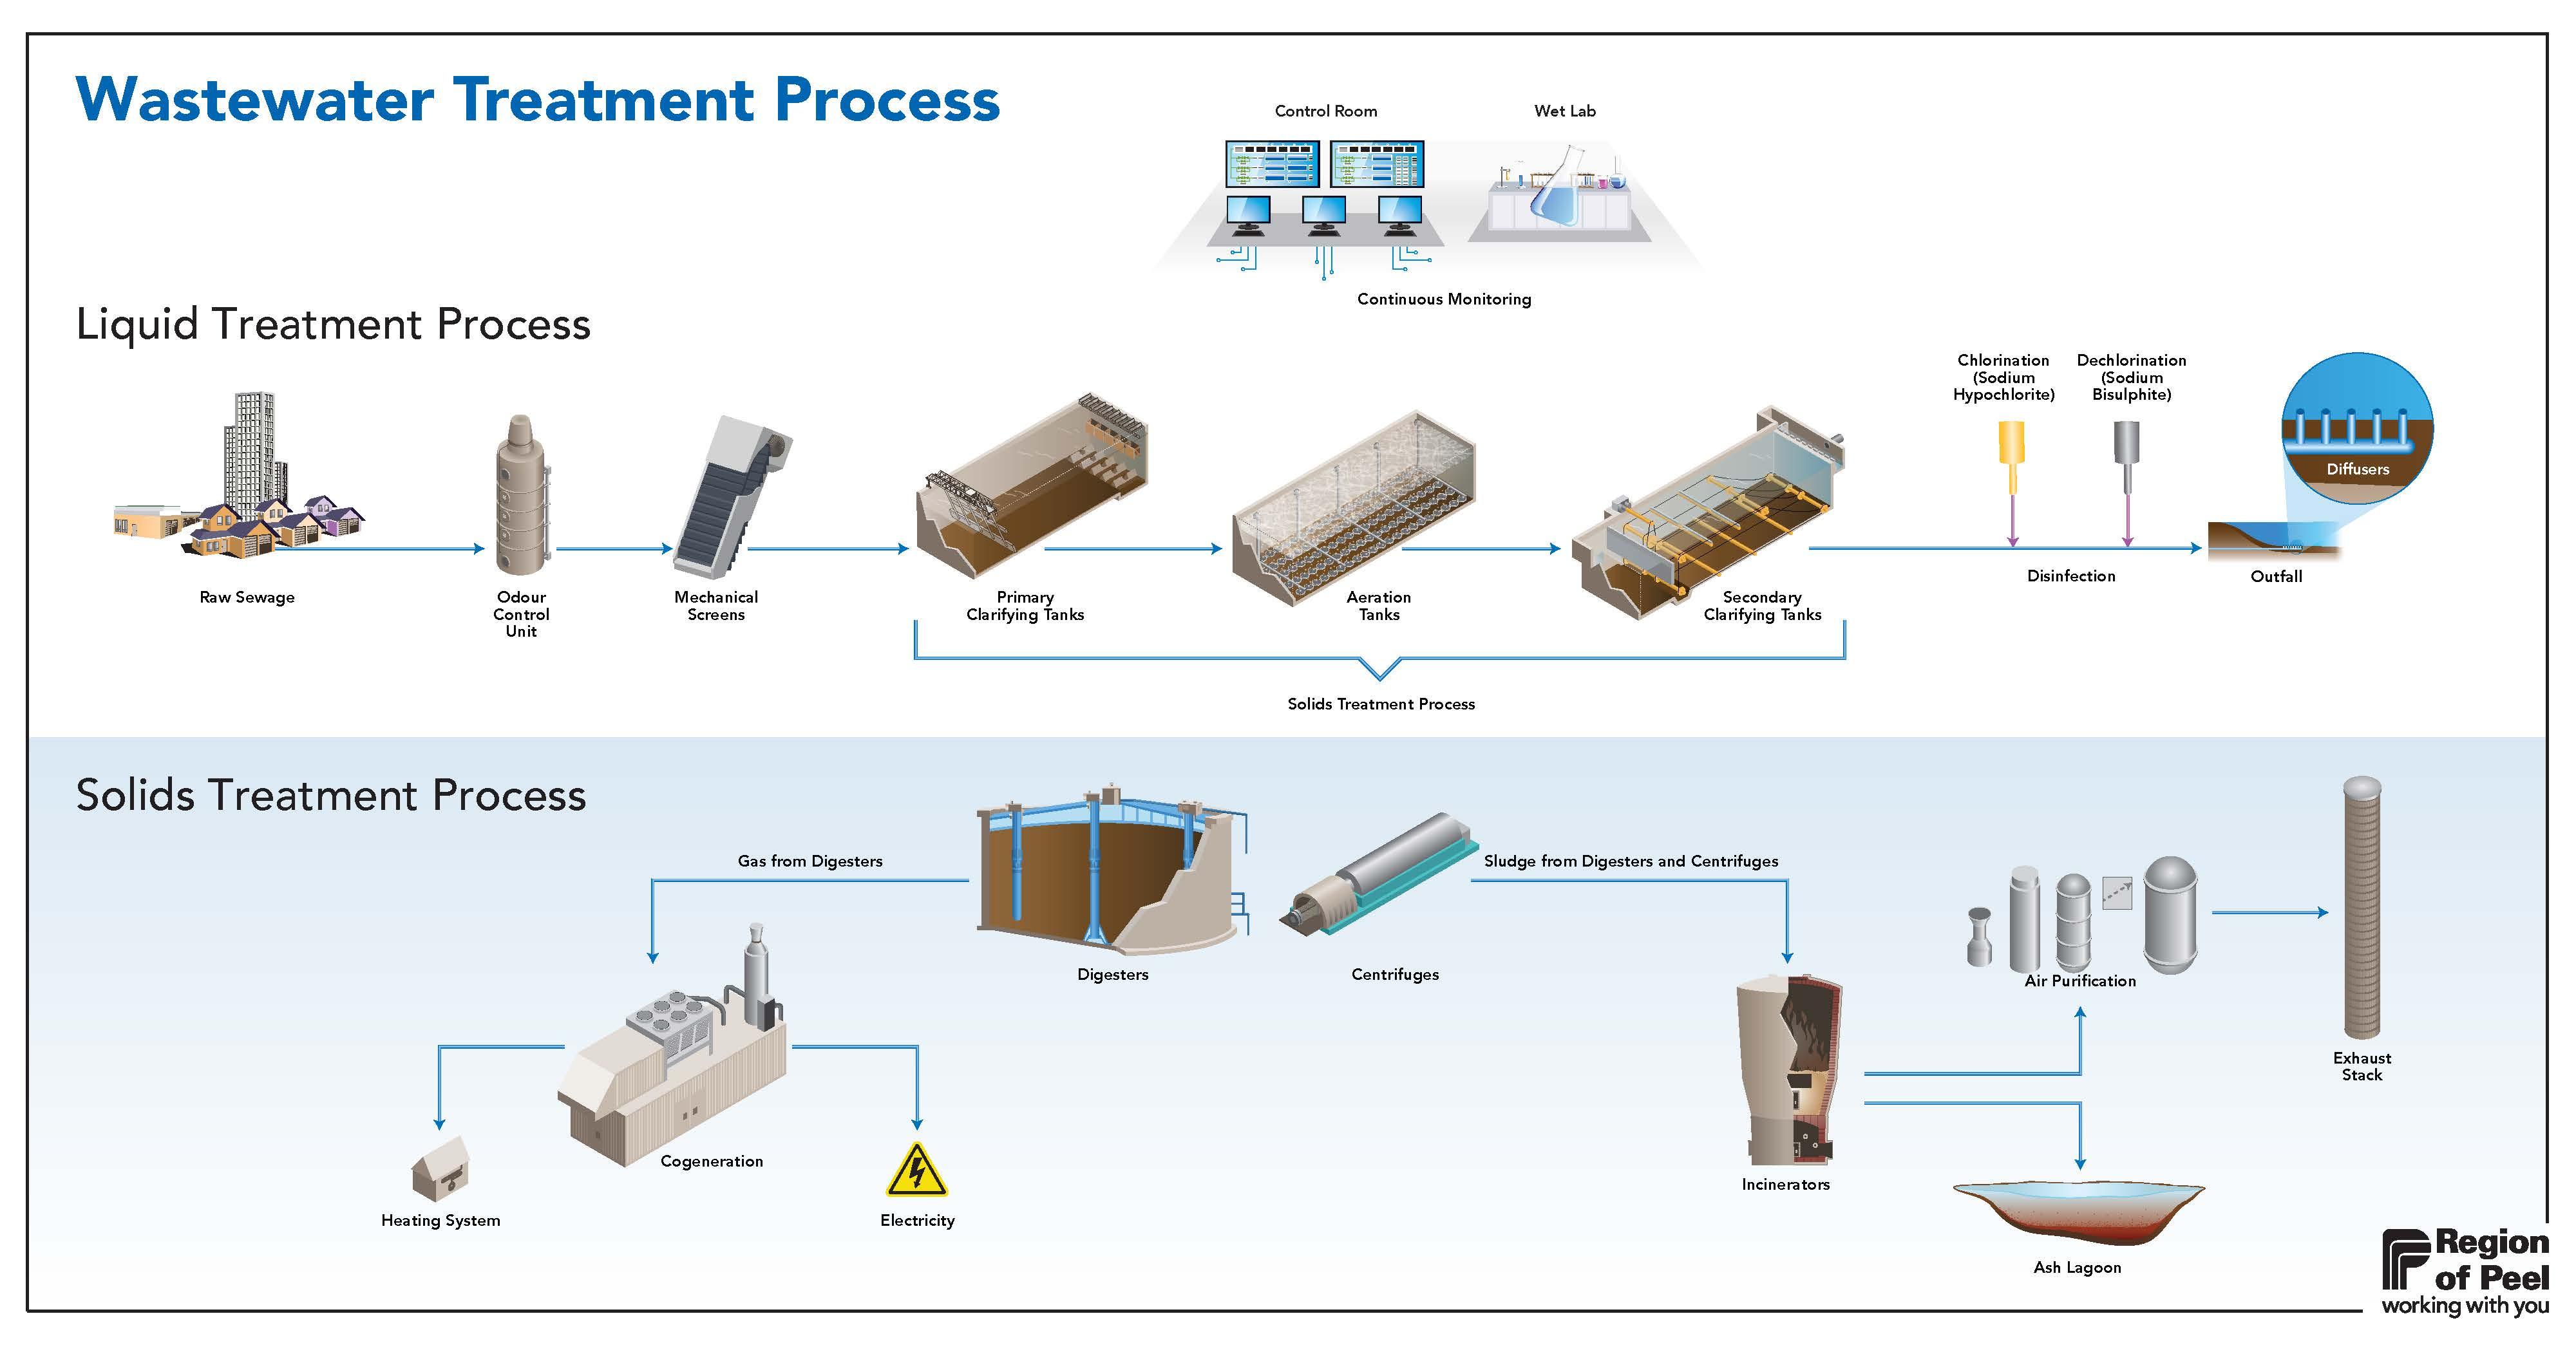 Wastewater Treatment Process
Control Room
Wet Lab
Continuous Monitoring
Liquid Treatment Process
Chlorination
(Sodium
Hypochlorite)
Dechlorination
(Sodium
Bisulphite)
Diffusers
Raw Sewage
Odour
Control
Unit
Mechanical
Screens
Primary
Clarifying Tanks
Aeration
Tanks
Secondary
Clarifying Tanks
Disinfection
Outfall
Solids Treatment Process
Solids Treatment Process
Gas from Digesters
Sludge from Digesters and Centrifuges
Digesters
Centrifuges
Air Purification
Exhaust
Stack
Cogeneration
Incinerators
Heating System
Electricity
Ash Lagoon
Region
of Peel
working with you